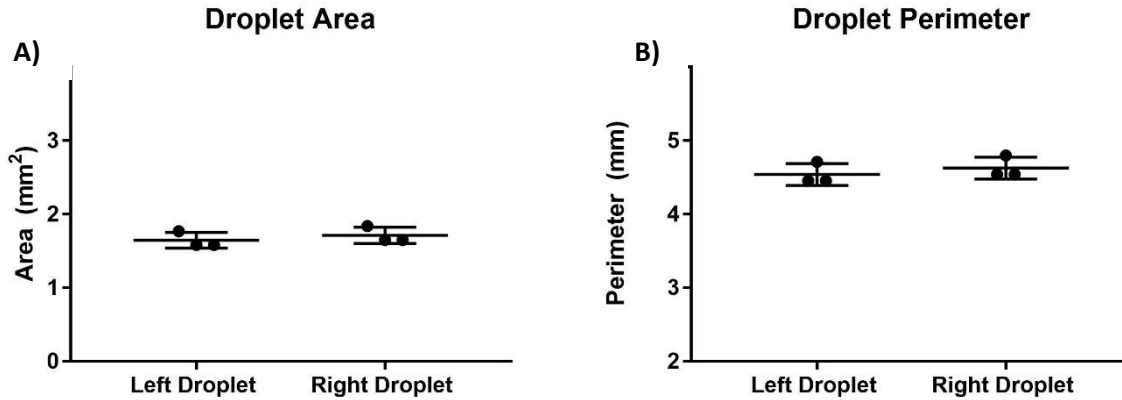 Droplet Area
A)
Area (mm²)
3
2
1
0
Left Droplet Right Droplet
Droplet Perimeter
B)
Perimeter (mm)
5
4
3
2
Left Droplet Right Droplet